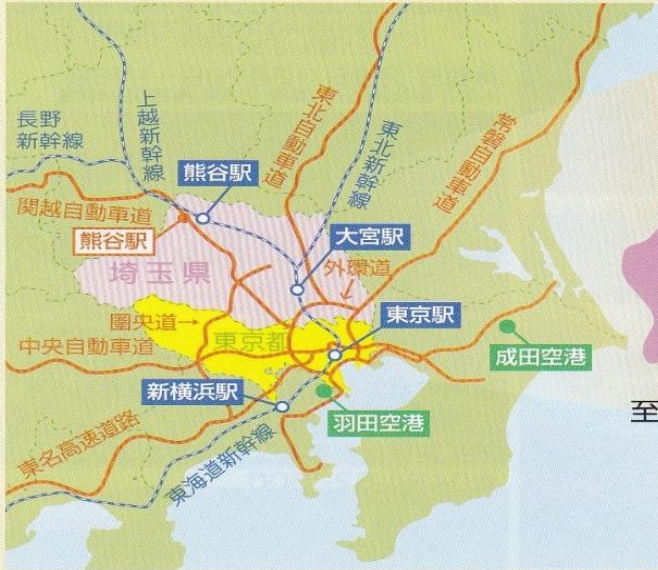 長野
新幹線
上越新幹線
東北自動車道
東北新幹線
常磐自動車道
熊谷駅
関越自動車道
熊谷駅
大宮駅
埼玉県
外環道
圏央道→
東京都
東京駅
中央自動車道
成田空港
新横浜駅
羽田空港
至
東名高速道路
東海道新幹線